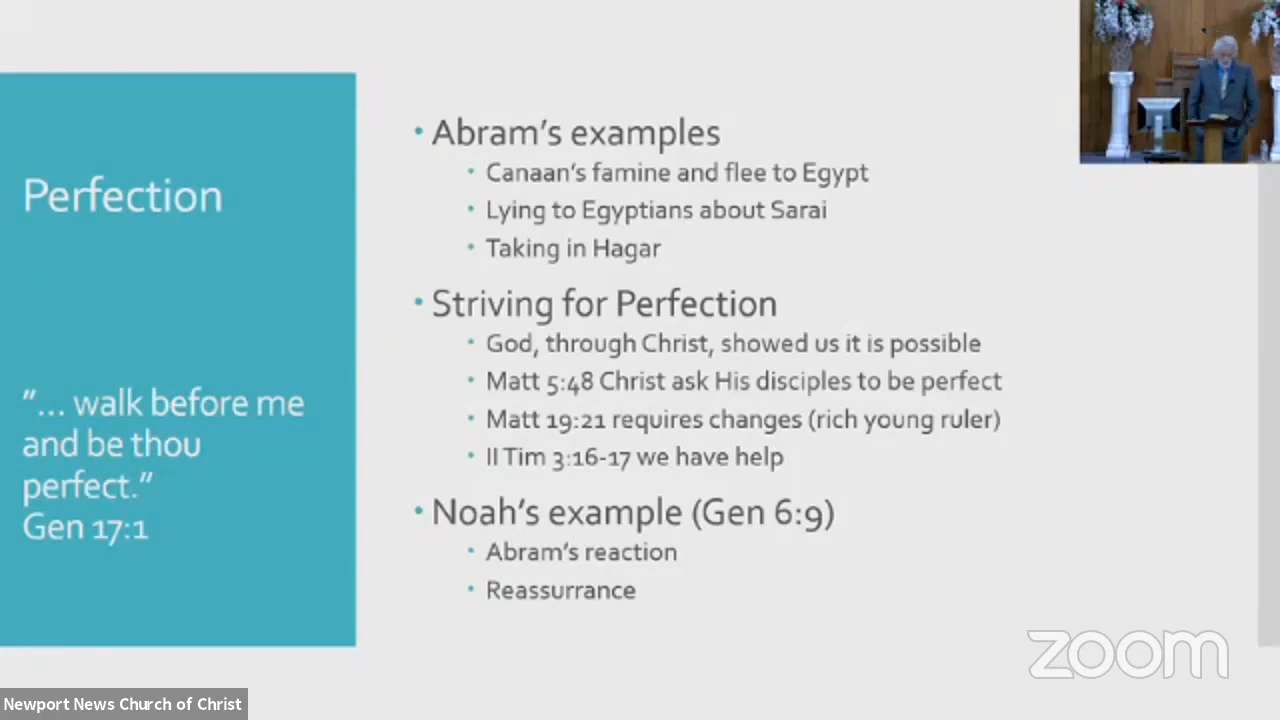 Perfection
"... walk before me
and be thou
perfect."
Gen 17:1
• Abram's examples
• Canaan's famine and flee to Egypt
• Lying to Egyptians about Sarai
• Taking in Hagar
• Striving for Perfection
• God, through Christ, showed us it is possible
• Matt 5:48 Christ ask His disciples to be perfect
• Matt 19:21 requires changes (rich young ruler)
• II Tim 3:16-17 we have help
• Noah's example (Gen 6:9)
• Abram's reaction
• Reassurrance
zoom
Newport News Church of Christ